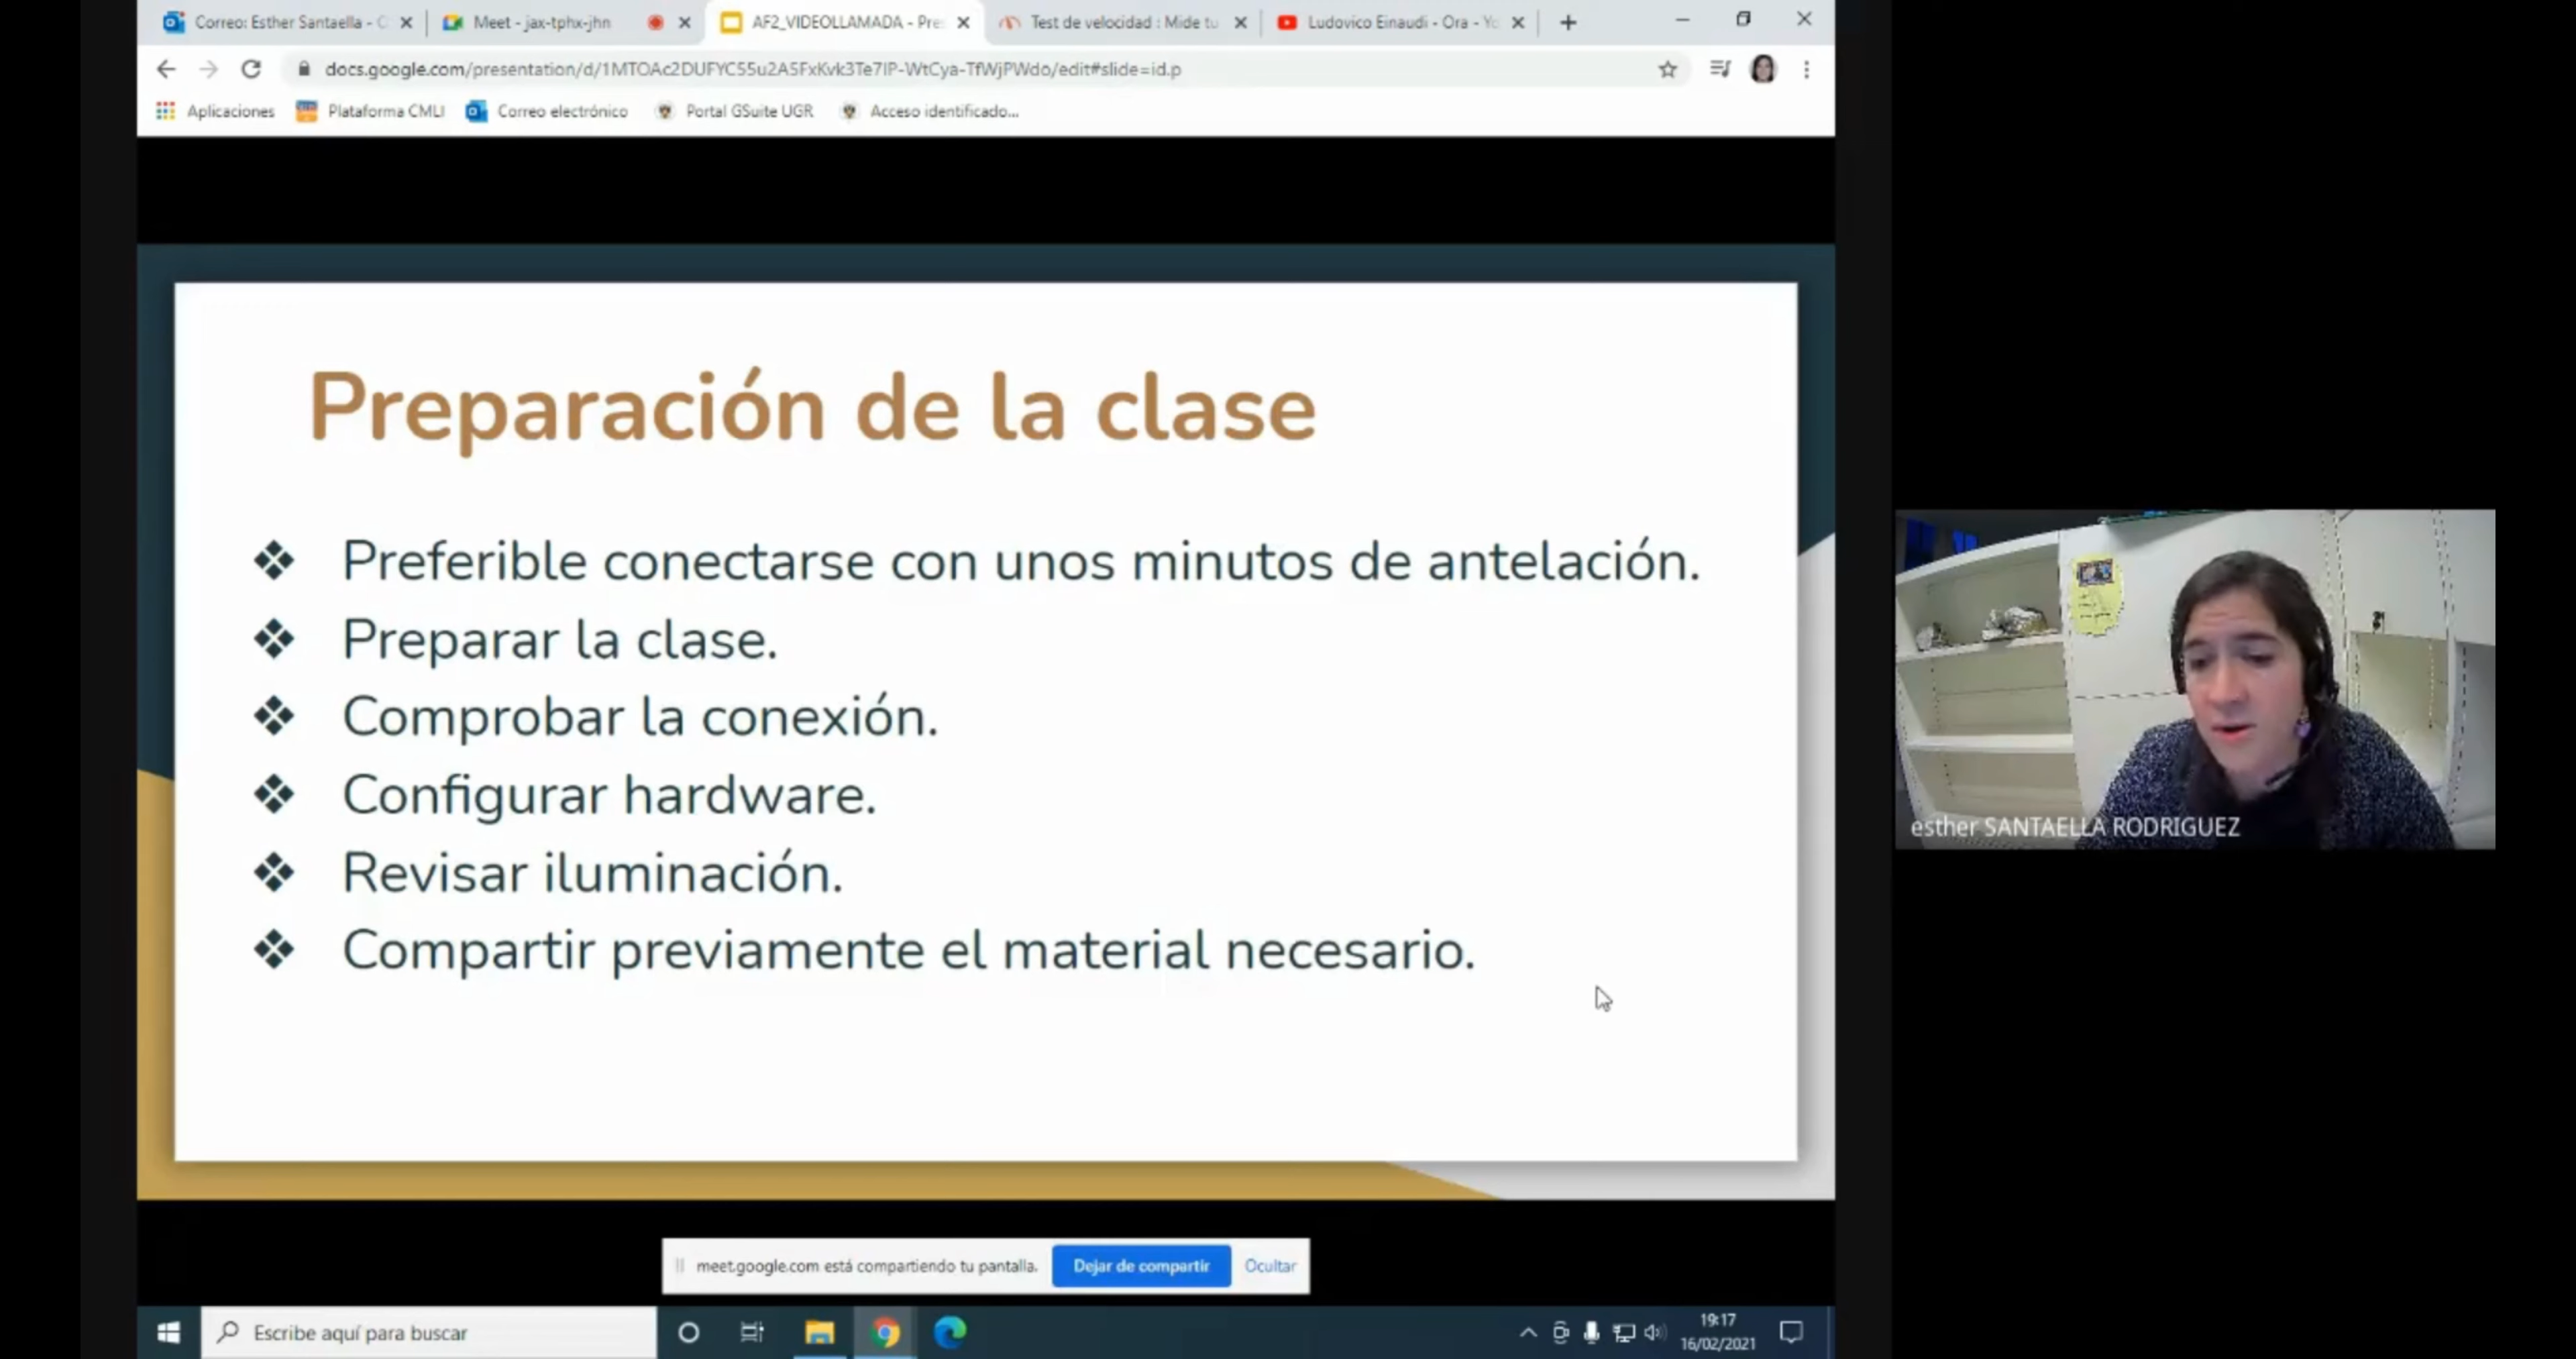 Correo: Esther Santaella - O
Meet - jax-tphx-jhn
AF2_VIDEOLLAMADA - Pre
Test de velocidad : Mide tu
Ludovico Einaudi - Ora - Yo
docs.google.com/presentation/d/1MTOAc2DUFYC55u2A5FxKvk3Te7IP-WtCya-TfWjPWdo/edit#slide=id.p
Aplicaciones
Plataforma CMLI
Correo electrónico
Portal GSuite UGR
Acceso identificado...
Preparación de la clase
❖ Preferible conectarse con unos minutos de antelación.
❖ Preparar la clase.
❖ Comprobar la conexión.
❖ Configurar hardware.
❖ Revisar iluminación.
❖ Compartir previamente el material necesario.
esther SANTAELLA RODRIGUEZ
meet.google.com está compartiendo tu pantalla.
Dejar de compartir
Ocultar
Escribe aquí para buscar
19:17
16/02/2021